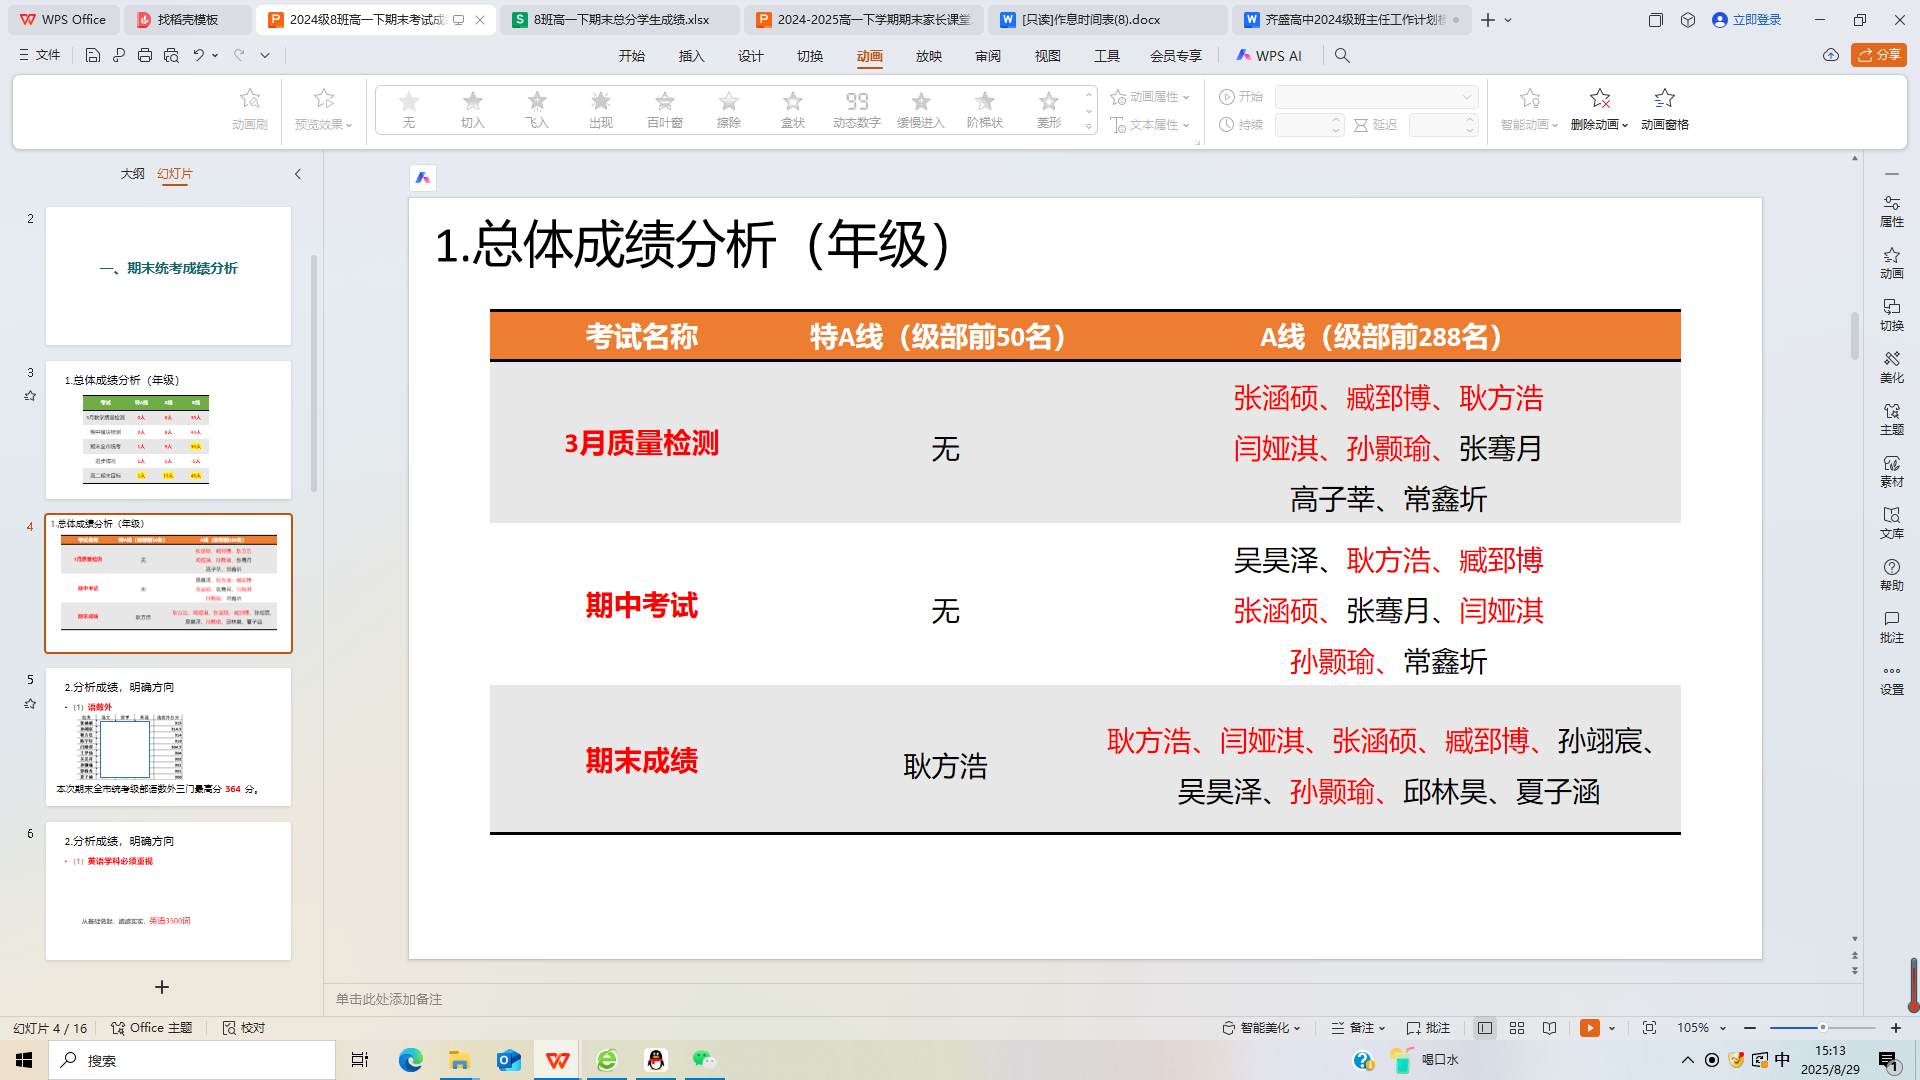 WPS Office
找稻壳模板
2024级8班高一下期末考试成
8班高一下期末总分学生成绩.xlsx
2024-2025高一下学期期末家长课堂
[只读]作息时间表(8).docx
齐盛高中2024级班主任工作计划
立即登录
文件
开始
插入
设计
切换
动画
放映
审阅
视图
工具
会员专享
WPS AI
分享
动画刷
预览效果
无
切入
飞入
出现
百叶窗
擦除
盒状
动态数字
缓慢进入
阶梯状
菱形
动画属性
文本属性
开始
持续
延迟
智能动画
删除动画
动画窗格
大纲
幻灯片
2
一、期末统考成绩分析
3
1.总体成绩分析（年级）
4
1.总体成绩分析（年级）
5
2.分析成绩，明确方向
（1）语数外
本次期末全市统考级部语数外三门最高分 364 分。
6
2.分析成绩，明确方向
（1）英语学科必须重视
英语3500词
1.总体成绩分析（年级）
考试名称 特A线（级部前50名） A线（级部前288名）
3月质量检测 无 张涵硕、臧郅博、耿方浩
闫娅淇、孙颢瑜、张骞月
高子莘、常鑫圻
期中考试 无 吴昊泽、耿方浩、臧郅博
张涵硕、张骞月、闫娅淇
孙颢瑜、常鑫圻
期末成绩 耿方浩 耿方浩、闫娅淇、张涵硕、臧郅博、孙翊宸、
吴昊泽、孙颢瑜、邱林昊、夏子涵
属性
动画
切换
美化
主题
素材
文库
帮助
批注
设置
单击此处添加备注
幻灯片 4 / 16
Office 主题
校对
智能美化
备注
批注
105%
搜索
喝口水
中
15:13
2025/8/29
1